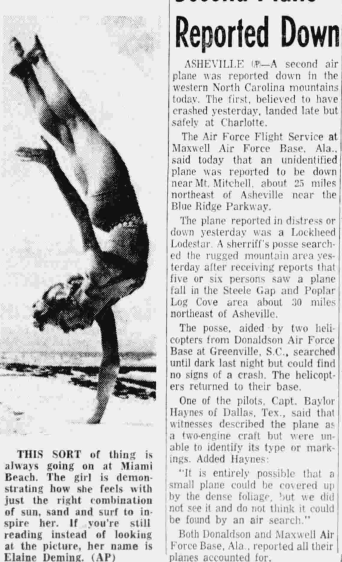 Reported Down
ASHEVILLE (UP)—A second air
plane was reported down in the
western North Carolina mountains
today. The first, believed to have
crashed yesterday, landed late but
safely at Charlotte.
The Air Force Flight Service at
Maxwell Air Force Base, Ala.,
said today that an unidentified
plane was reported to be down
near Mt. Mitchell, about 25 miles
northeast of Asheville near the
Blue Ridge Parkway.
The plane reported in distress or
down yesterday was a Lockheed
Lodestar. A sherriff's posse search-
ed the rugged mountain area yes-
terday after receiving reports that
five or six persons saw a plane
fall in the Steele Gap and Poplar
Log Cove area about 30 miles
northeast of Asheville.
The posse, aided by two heli-
copters from Donaldson Air Force
Base at Greenville, S.C., searched
until dark last night but could find
no signs of a crash. The helicopt-
ers returned to their base.
One of the pilots, Capt. Baylor
Haynes of Dallas, Tex., said that
witnesses described the plane as
a two-engine craft but were un-
able to identify its type or mark-
ings. Added Haynes:
"It is entirely possible that a
small plane could be covered up
by the dense foliage, but we did
not see it and do not think it could
be found by an air search."
Both Donaldson and Maxwell Air
Force Base, Ala., reported all their
planes accounted for.
THIS SORT of thing is
always going on at Miami
Beach. The girl is demon-
strating how she feels with
just the right combination
of sun, sand and surf to in-
spire her. If you're still
reading instead of looking
at the picture, her name is
Elaine Deming. (AP)